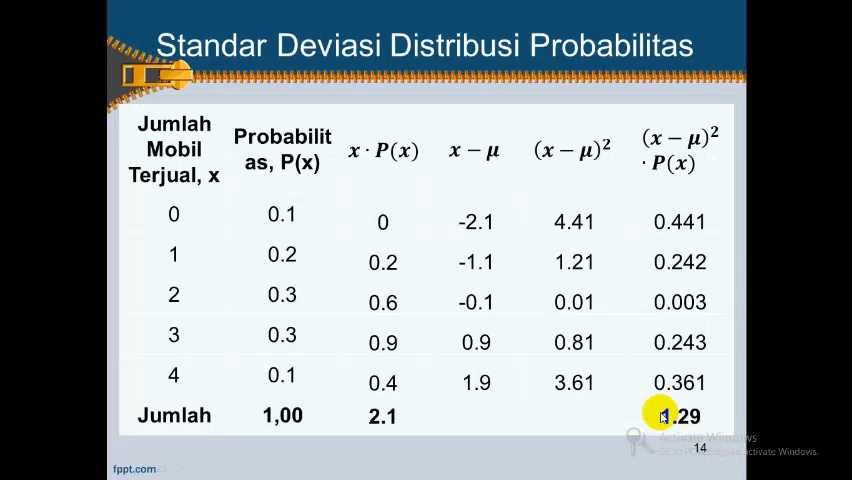 Standar Deviasi Distribusi Probabilitas
Jumlah Mobil Terjual, x Probabilit as, P(x) x · P(x) x − μ (x − μ)² (x − μ)² · P(x)
0 0.1 0 -2.1 4.41 0.441
1 0.2 0.2 -1.1 1.21 0.242
2 0.3 0.6 -0.1 0.01 0.003
3 0.3 0.9 0.9 0.81 0.243
4 0.1 0.4 1.9 3.61 0.361
Jumlah 1,00 2.1 1.29
Activate Windows
to activate Windows.
14
fppt.com